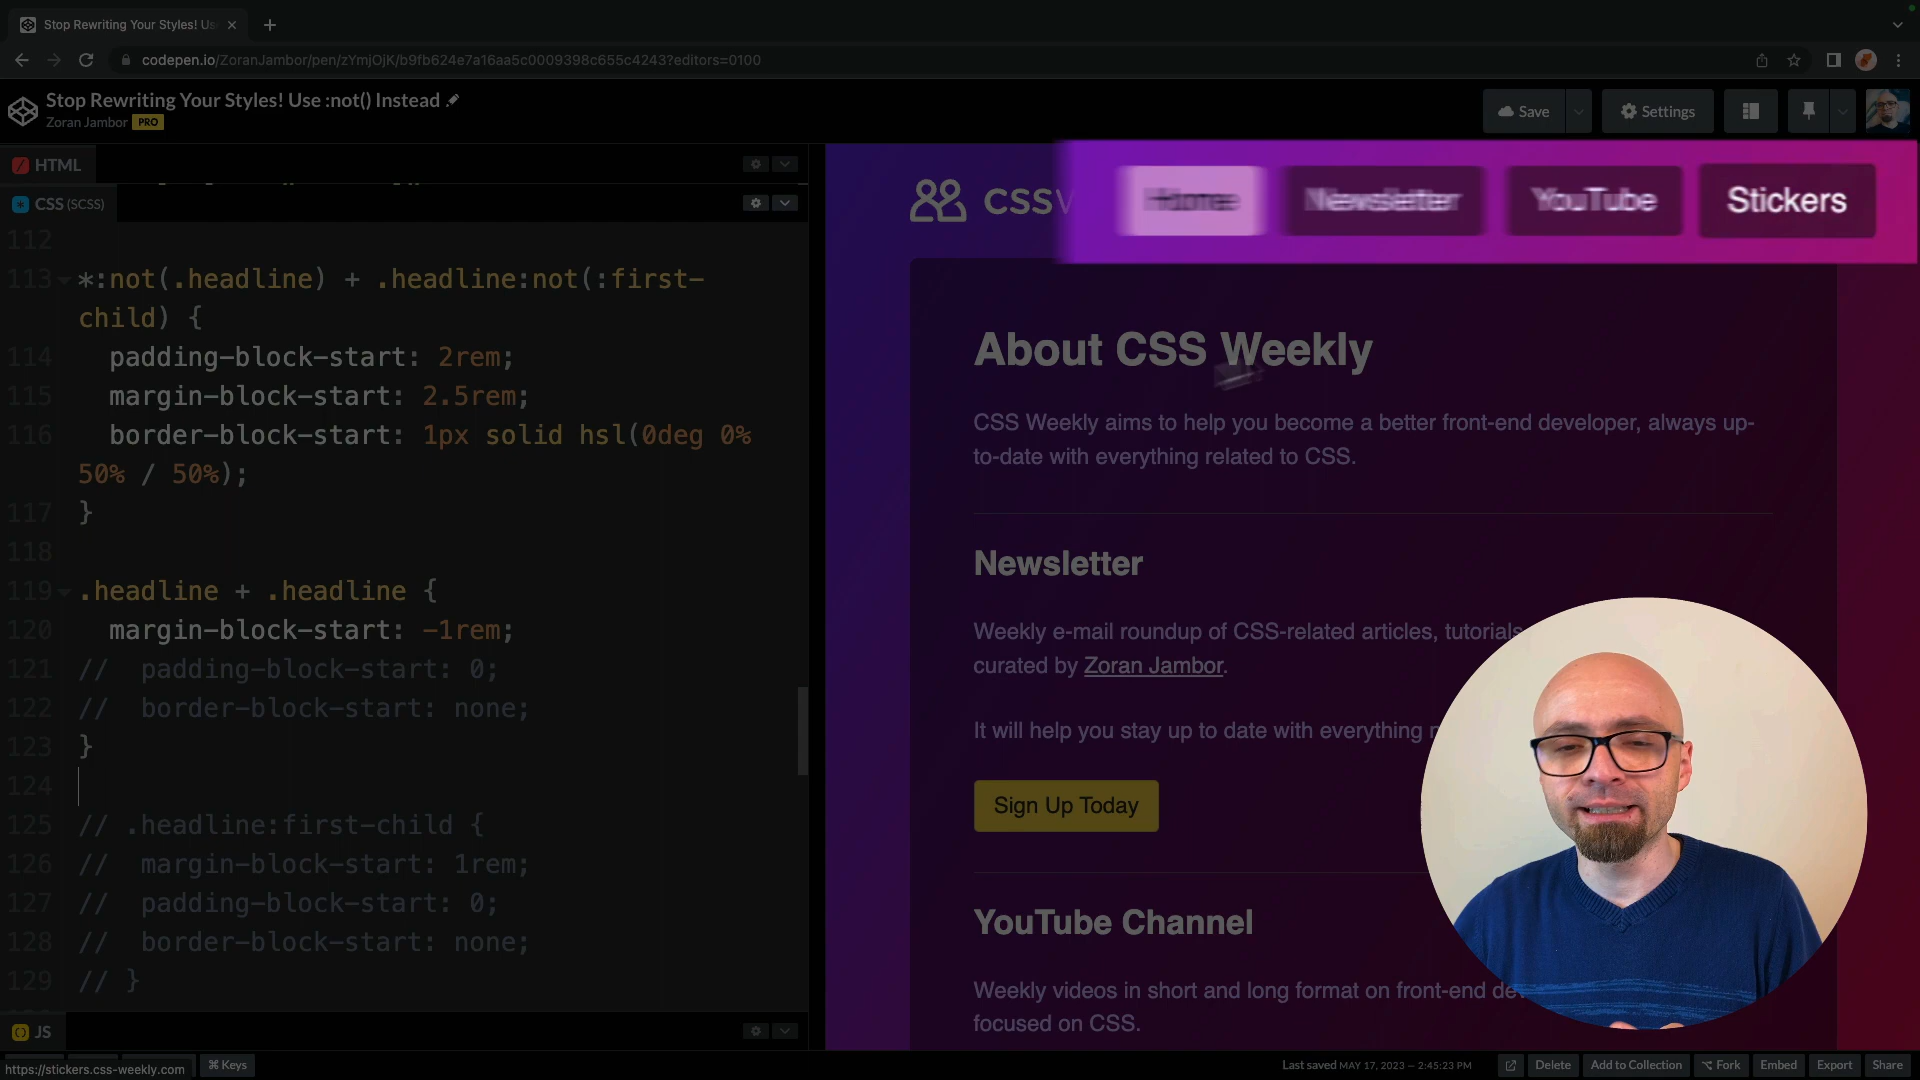 Stop Rewriting Your Styles! Us
codepen.io/ZoranJambor/pen/zYmjOjK/b9fb624e7a16aa5c0009398c655c4243?editors=0100
Stop Rewriting Your Styles! Use :not() Instead
Zoran Jambor PRO
Save
Settings
HTML
CSS (SCSS)
112
113 *:not(.headline) + .headline:not(:first-
child) {
114 padding-block-start: 2rem;
115 margin-block-start: 2.5rem;
116 border-block-start: 1px solid hsl(0deg 0%
50% / 50%);
117 }
118
119 .headline + .headline {
120 margin-block-start: -1rem;
121 // padding-block-start: 0;
122 // border-block-start: none;
123 }
124
125 // .headline:first-child {
126 // margin-block-start: 1rem;
127 // padding-block-start: 0;
128 // border-block-start: none;
129 // }
JS
https://stickers.css-weekly.com
⌘ Keys
CSS
Home Newsletter YouTube Stickers
About CSS Weekly
CSS Weekly aims to help you become a better front-end developer, always up-
to-date with everything related to CSS.
Newsletter
Weekly e-mail roundup of CSS-related articles, tutorials
curated by Zoran Jambor.
It will help you stay up to date with everything
Sign Up Today
YouTube Channel
Weekly videos in short and long format on front-end de
focused on CSS.
Last saved MAY 17, 2023 — 2:45:23 PM
Delete
Add to Collection
⌥ Fork
Embed
Export
Share